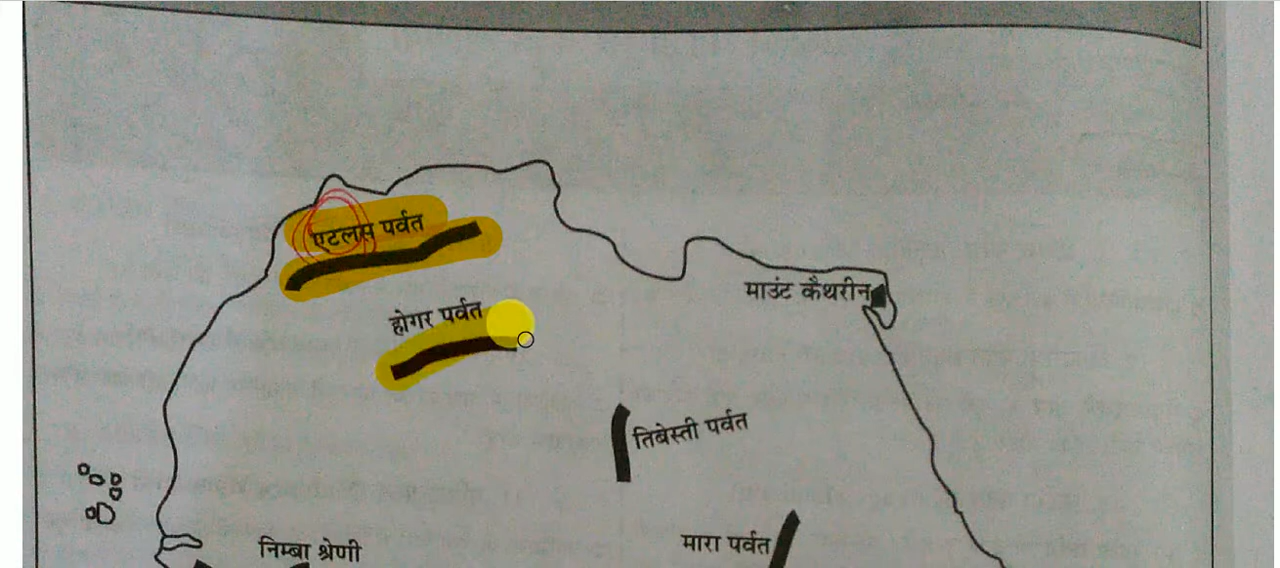 एटलस पर्वत
माउंट कैथरीन
होगर पर्वत
तिबेस्ती पर्वत
मारा पर्वत
निम्बा श्रेणी